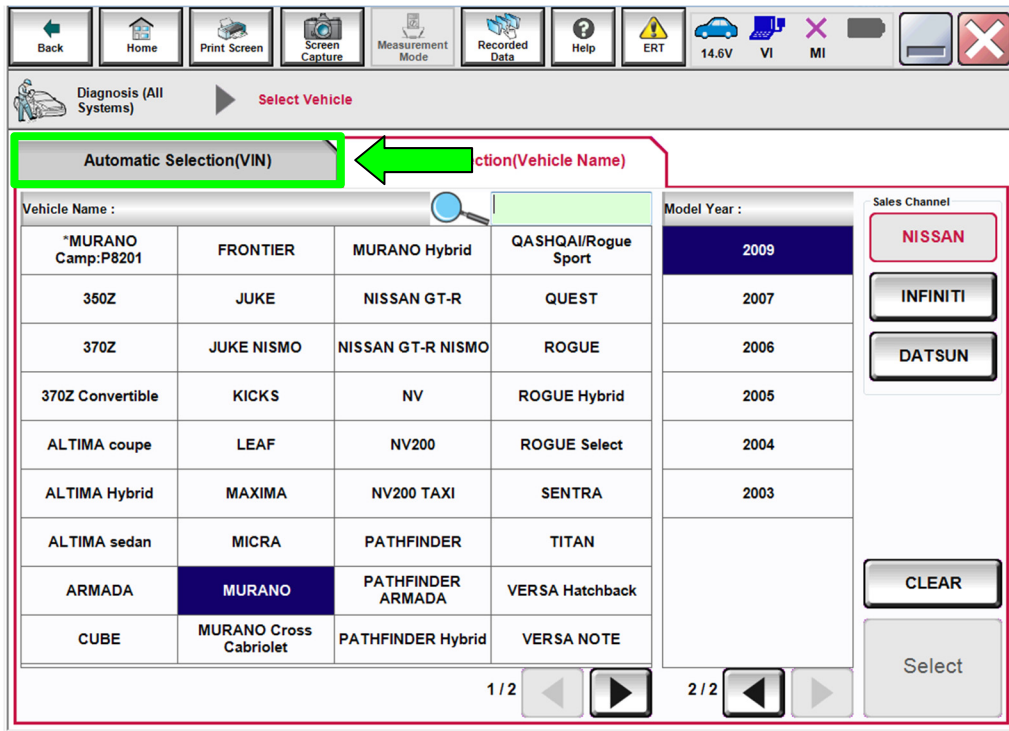 Back
Home
Print Screen
Screen
Capture
Measurement
Mode
Recorded
Data
Help
ERT
14.6V
VI
MI
Diagnosis (All
Systems)
Select Vehicle
Automatic Selection(VIN)
ction(Vehicle Name)
Vehicle Name :
Model Year :
Sales Channel
*MURANO
Camp:P8201
FRONTIER
MURANO Hybrid
QASHQAI/Rogue
Sport
2009
NISSAN
350Z
JUKE
NISSAN GT-R
QUEST
2007
INFINITI
370Z
JUKE NISMO
NISSAN GT-R NISMO
ROGUE
2006
DATSUN
370Z Convertible
KICKS
NV
ROGUE Hybrid
2005
ALTIMA coupe
LEAF
NV200
ROGUE Select
2004
ALTIMA Hybrid
MAXIMA
NV200 TAXI
SENTRA
2003
ALTIMA sedan
MICRA
PATHFINDER
TITAN
ARMADA
MURANO
PATHFINDER
ARMADA
VERSA Hatchback
CLEAR
CUBE
MURANO Cross
Cabriolet
PATHFINDER Hybrid
VERSA NOTE
Select
1 / 2
2 / 2